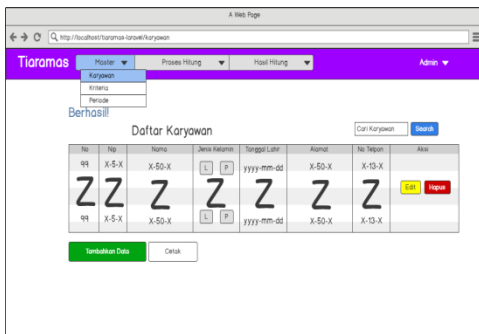 A Web Page
http://localhost/tiaramas-laravel/karyawan
Tiaramas Master Proses Hitung Hasil Hitung Admin
Karyawan
Kriteria
Periode
Berhasil!
Daftar Karyawan Cari Karyawan Search
No Nip Nama Jenis Kelamin Tanggal Lahir Alamat No Telpon Aksi
99 X-5-X X-50-X L P yyyy-mm-dd X-50-X X-13-X
Z Z Z Z Z Z Z Edit Hapus
99 X-5-X X-50-X L P yyyy-mm-dd X-50-X X-13-X
Tambahkan Data Cetak